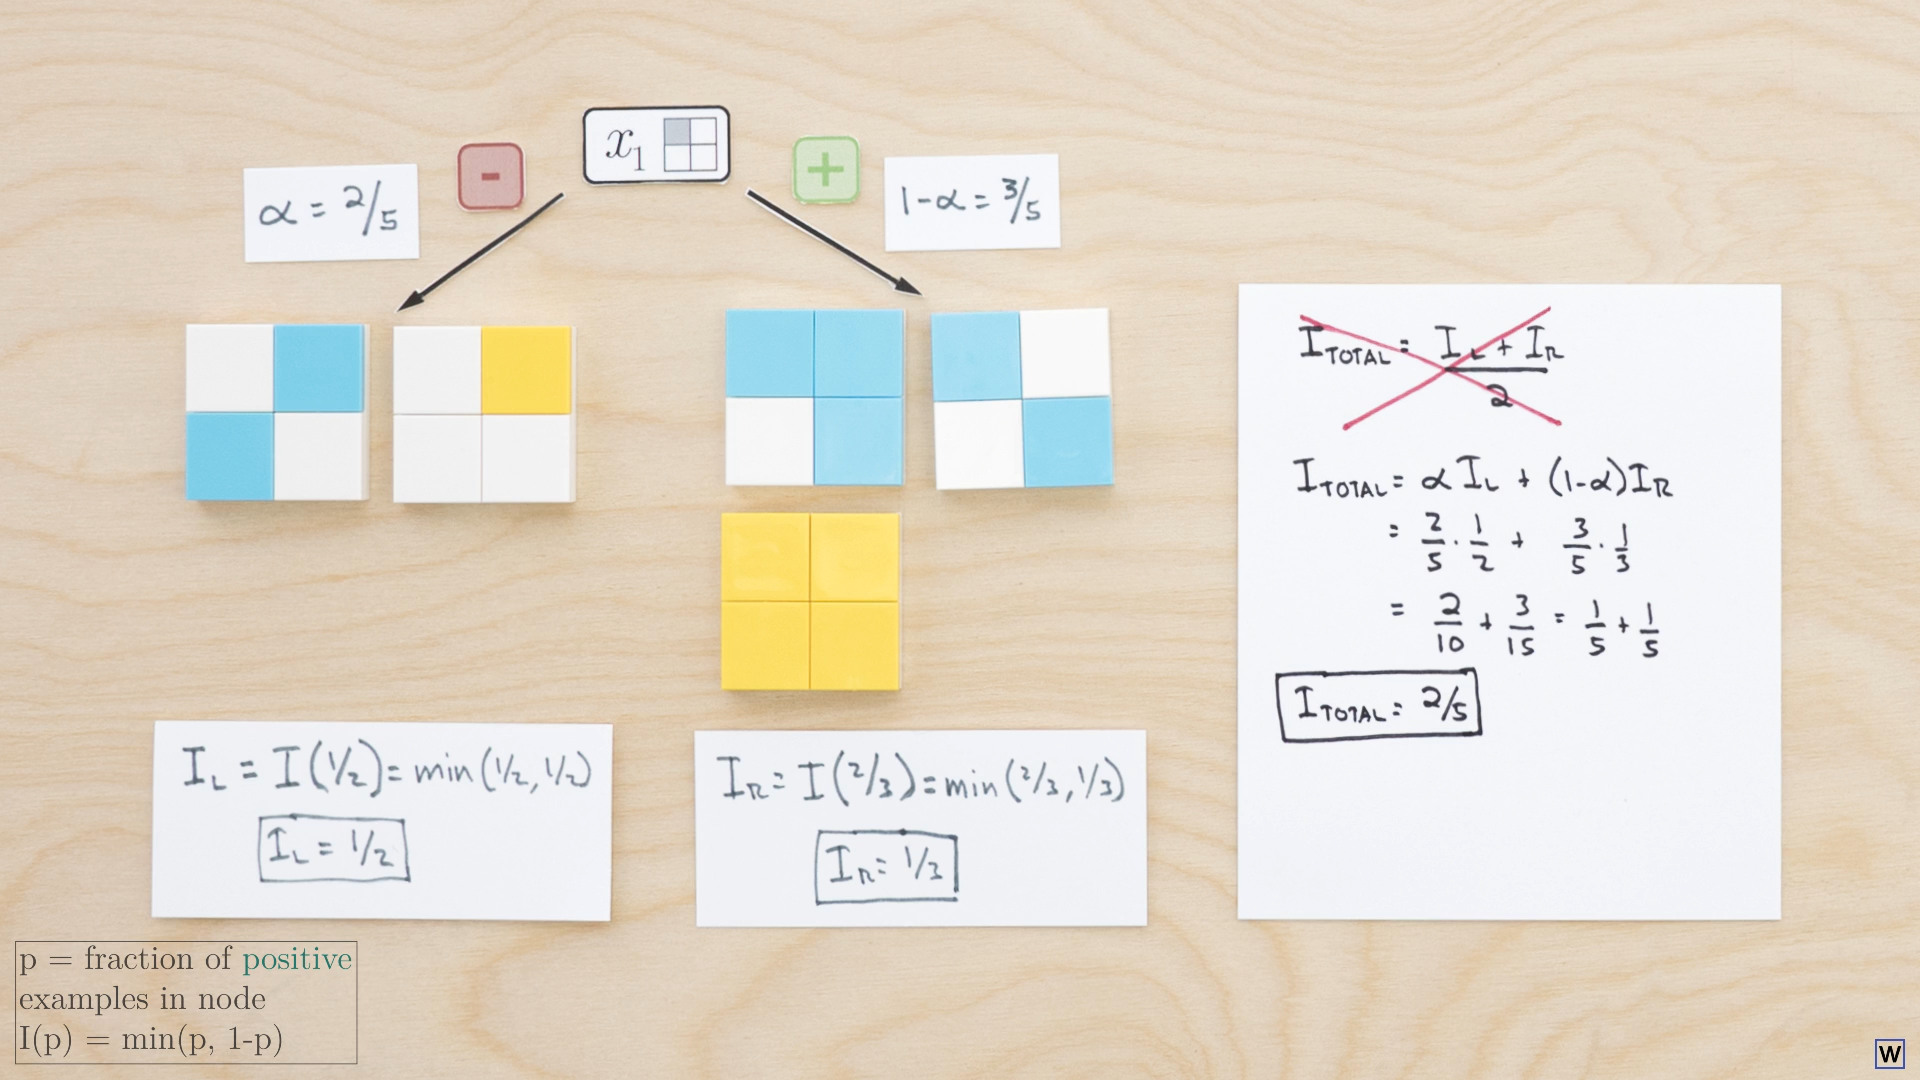 x₁
-
+
α = 2/5
1-α = 3/5
I_TOTAL = (I_L + I_R)/2
I_TOTAL = α I_L + (1-α) I_R
= 2/5 · 1/2 + 3/5 · 1/3
= 2/10 + 3/15 = 1/5 + 1/5
I_TOTAL = 2/5
I_L = I(1/2) = min(1/2, 1/2)
I_L = 1/2
I_R = I(2/3) = min(2/3, 1/3)
I_R = 1/3
p = fraction of positive
examples in node
I(p) = min(p, 1-p)
W